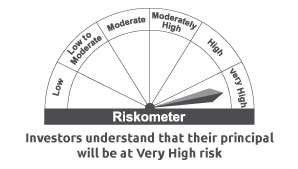 Low
Low to
Moderate
Moderate
Moderately
High
High
very High
Riskometer
Investors understand that their principal
will be at Very High risk